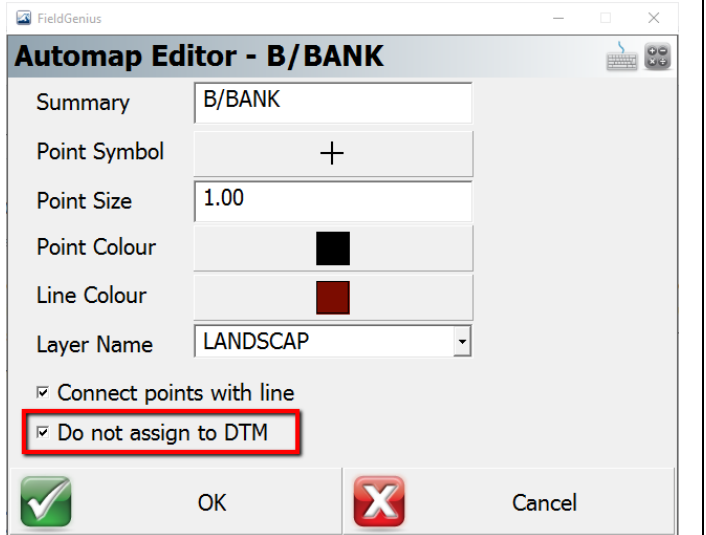 FieldGenius
Automap Editor - B/BANK
Summary B/BANK
Point Symbol
Point Size 1.00
Point Colour
Line Colour
Layer Name LANDSCAP
Connect points with line
Do not assign to DTM
OK Cancel